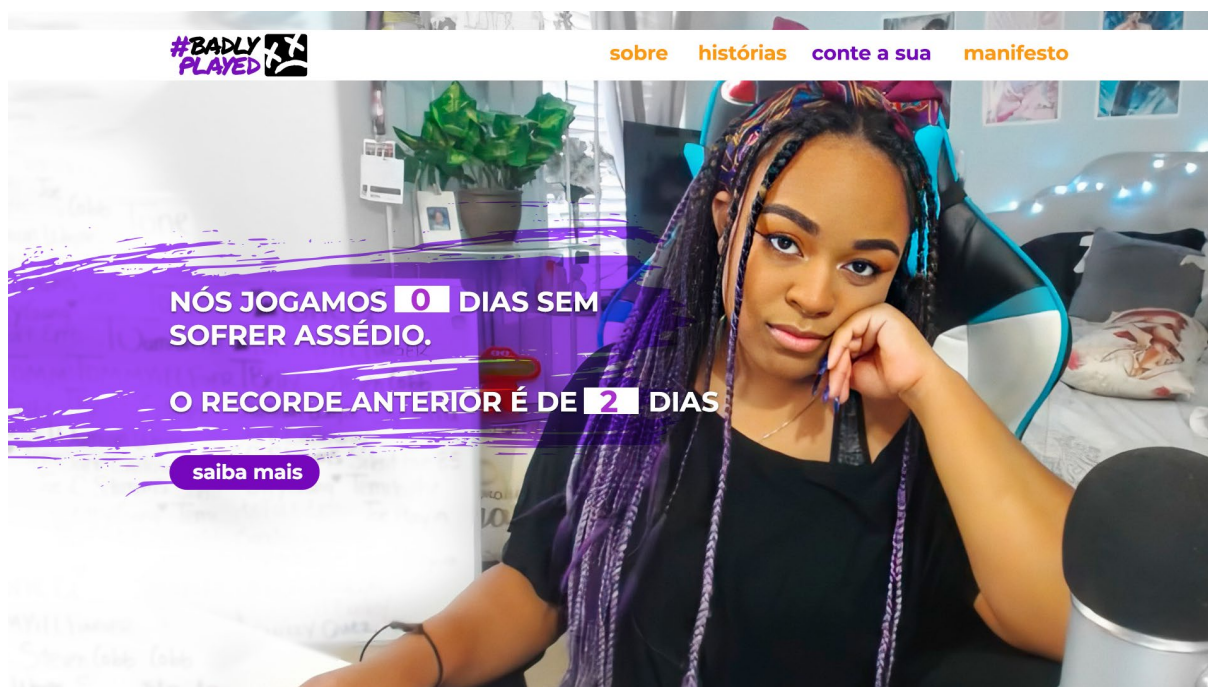 #BADLY
PLAYED
sobre histórias conte a sua manifesto
NÓS JOGAMOS 0 DIAS SEM
SOFRER ASSÉDIO.
O RECORDE ANTERIOR É DE 2 DIAS
saiba mais